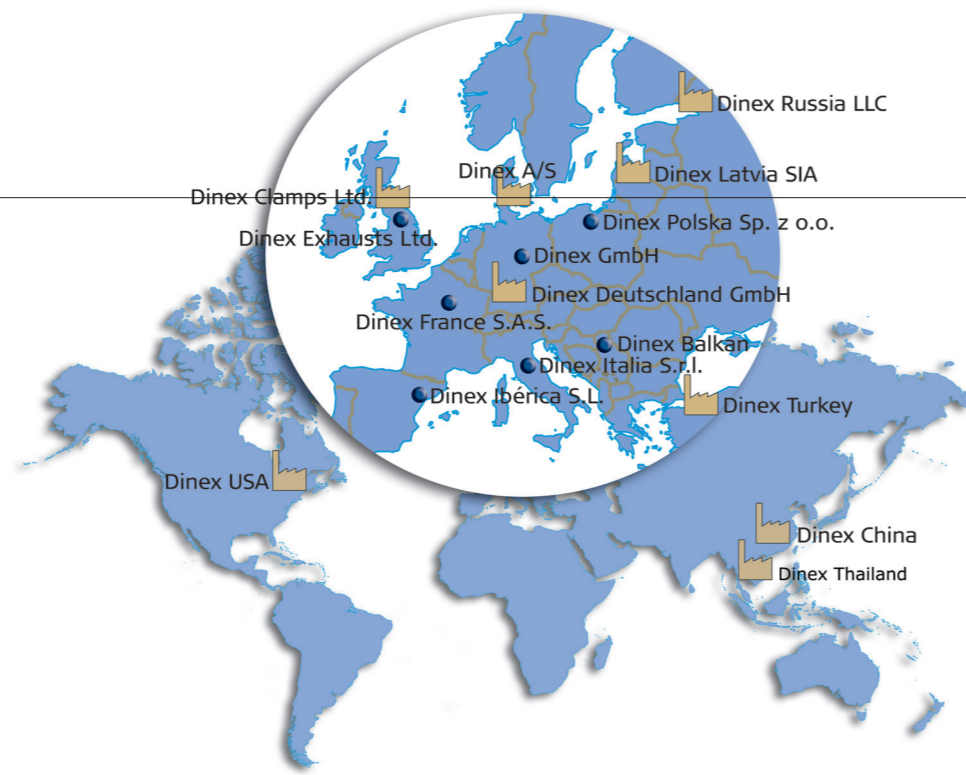 Dinex Russia LLC
Dinex A/S
Dinex Latvia SIA
Dinex Clamps Ltd.
Dinex Polska Sp. z o.o.
Dinex Exhausts Ltd.
Dinex GmbH
Dinex Deutschland GmbH
Dinex France S.A.S.
Dinex Balkan
Dinex Italia S.r.l.
Dinex Ibérica S.L.
Dinex Turkey
Dinex USA
Dinex China
Dinex Thailand